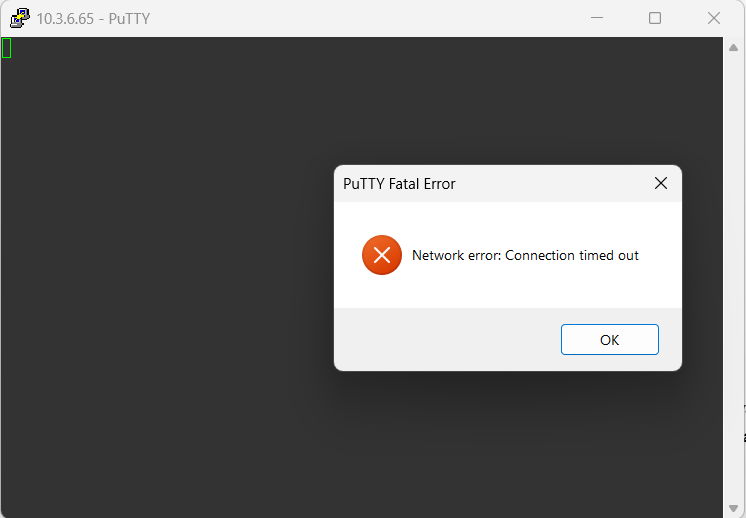 10.3.6.65 - PuTTY
PuTTY Fatal Error
Network error: Connection timed out
OK